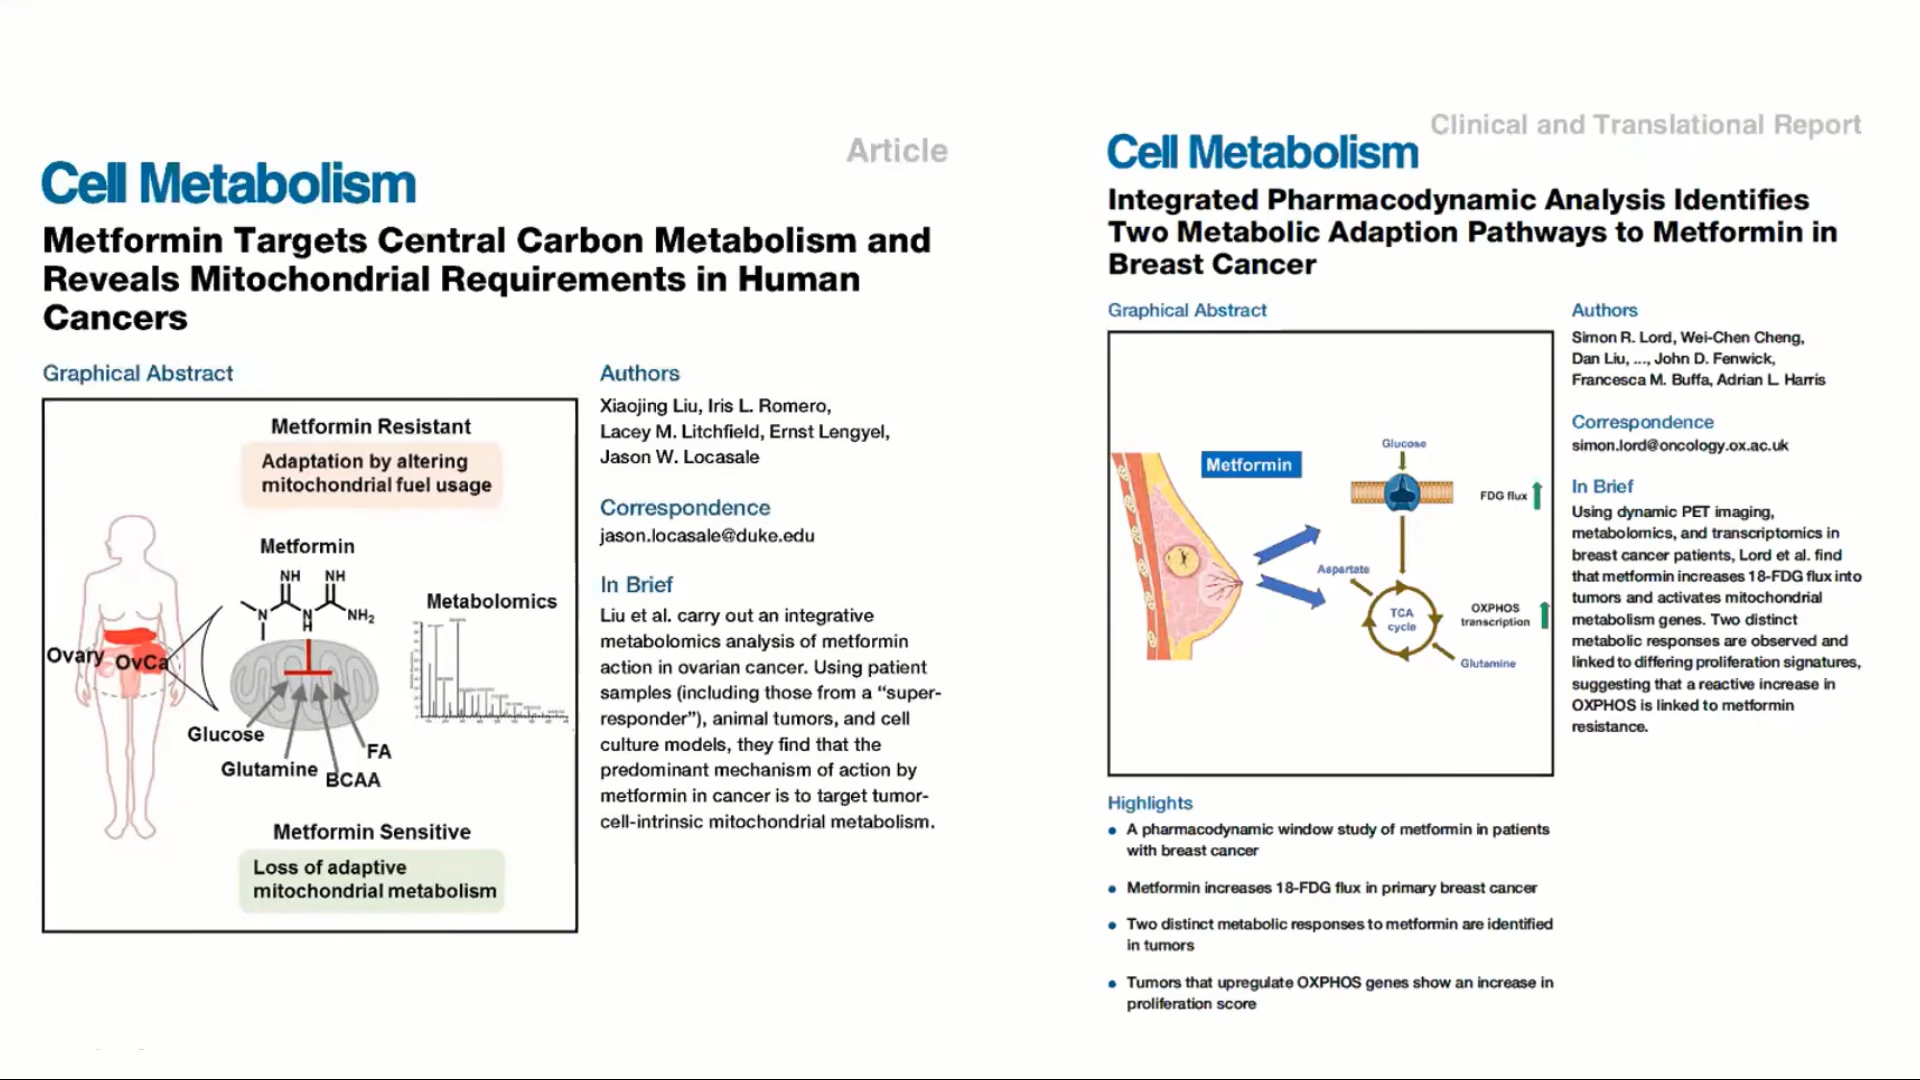 Article
Cell Metabolism
Metformin Targets Central Carbon Metabolism and
Reveals Mitochondrial Requirements in Human
Cancers
Graphical Abstract
Metformin Resistant
Adaptation by altering
mitochondrial fuel usage
Metformin
NH NH
N N NH2
H
Metabolomics
Ovary OvCa
Glucose
FA
Glutamine
BCAA
Metformin Sensitive
Loss of adaptive
mitochondrial metabolism
Authors
Xiaojing Liu, Iris L. Romero,
Lacey M. Litchfield, Ernst Lengyel,
Jason W. Locasale
Correspondence
jason.locasale@duke.edu
In Brief
Liu et al. carry out an integrative
metabolomics analysis of metformin
action in ovarian cancer. Using patient
samples (including those from a “super-
responder”), animal tumors, and cell
culture models, they find that the
predominant mechanism of action by
metformin in cancer is to target tumor-
cell-intrinsic mitochondrial metabolism.
Clinical and Translational Report
Cell Metabolism
Integrated Pharmacodynamic Analysis Identifies
Two Metabolic Adaption Pathways to Metformin in
Breast Cancer
Graphical Abstract
Metformin
Glucose
FDG flux
Aspartate
TCA
cycle
OXPHOS
transcription
Glutamine
Authors
Simon R. Lord, Wei-Chen Cheng,
Dan Liu, ..., John D. Fenwick,
Francesca M. Buffa, Adrian L. Harris
Correspondence
simon.lord@oncology.ox.ac.uk
In Brief
Using dynamic PET imaging,
metabolomics, and transcriptomics in
breast cancer patients, Lord et al. find
that metformin increases 18-FDG flux into
tumors and activates mitochondrial
metabolism genes. Two distinct
metabolic responses are observed and
linked to differing proliferation signatures,
suggesting that a reactive increase in
OXPHOS is linked to metformin
resistance.
Highlights
• A pharmacodynamic window study of metformin in patients
with breast cancer
• Metformin increases 18-FDG flux in primary breast cancer
• Two distinct metabolic responses to metformin are identified
in tumors
• Tumors that upregulate OXPHOS genes show an increase in
proliferation score